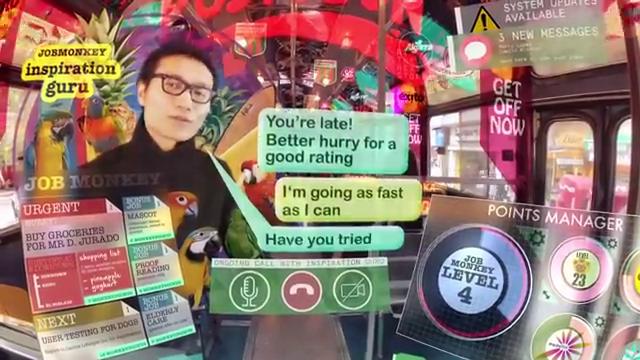 SYSTEM UPDATES
AVAILABLE
3 NEW MESSAGES
JOBMONKEY
inspiration
guru
GET
OFF
NOW
You're late!
Better hurry for a
good rating
I'm going as fast
as I can
Have you tried
JOB MONKEY
URGENT
BUY GROCERIES
FOR MR D. JURADO
shopping list
pineapple
yoghurt
BONUS JOB
MASCOT
BONUS JOB
PROOF
READING
BONUS JOB
ELDERLY
CARE
NEXT
USER TESTING FOR DOGS
ONGOING CALL WITH INSPIRATION GURU
POINTS MANAGER
JOB
MONKEY
LEVEL
4
LEVEL
23